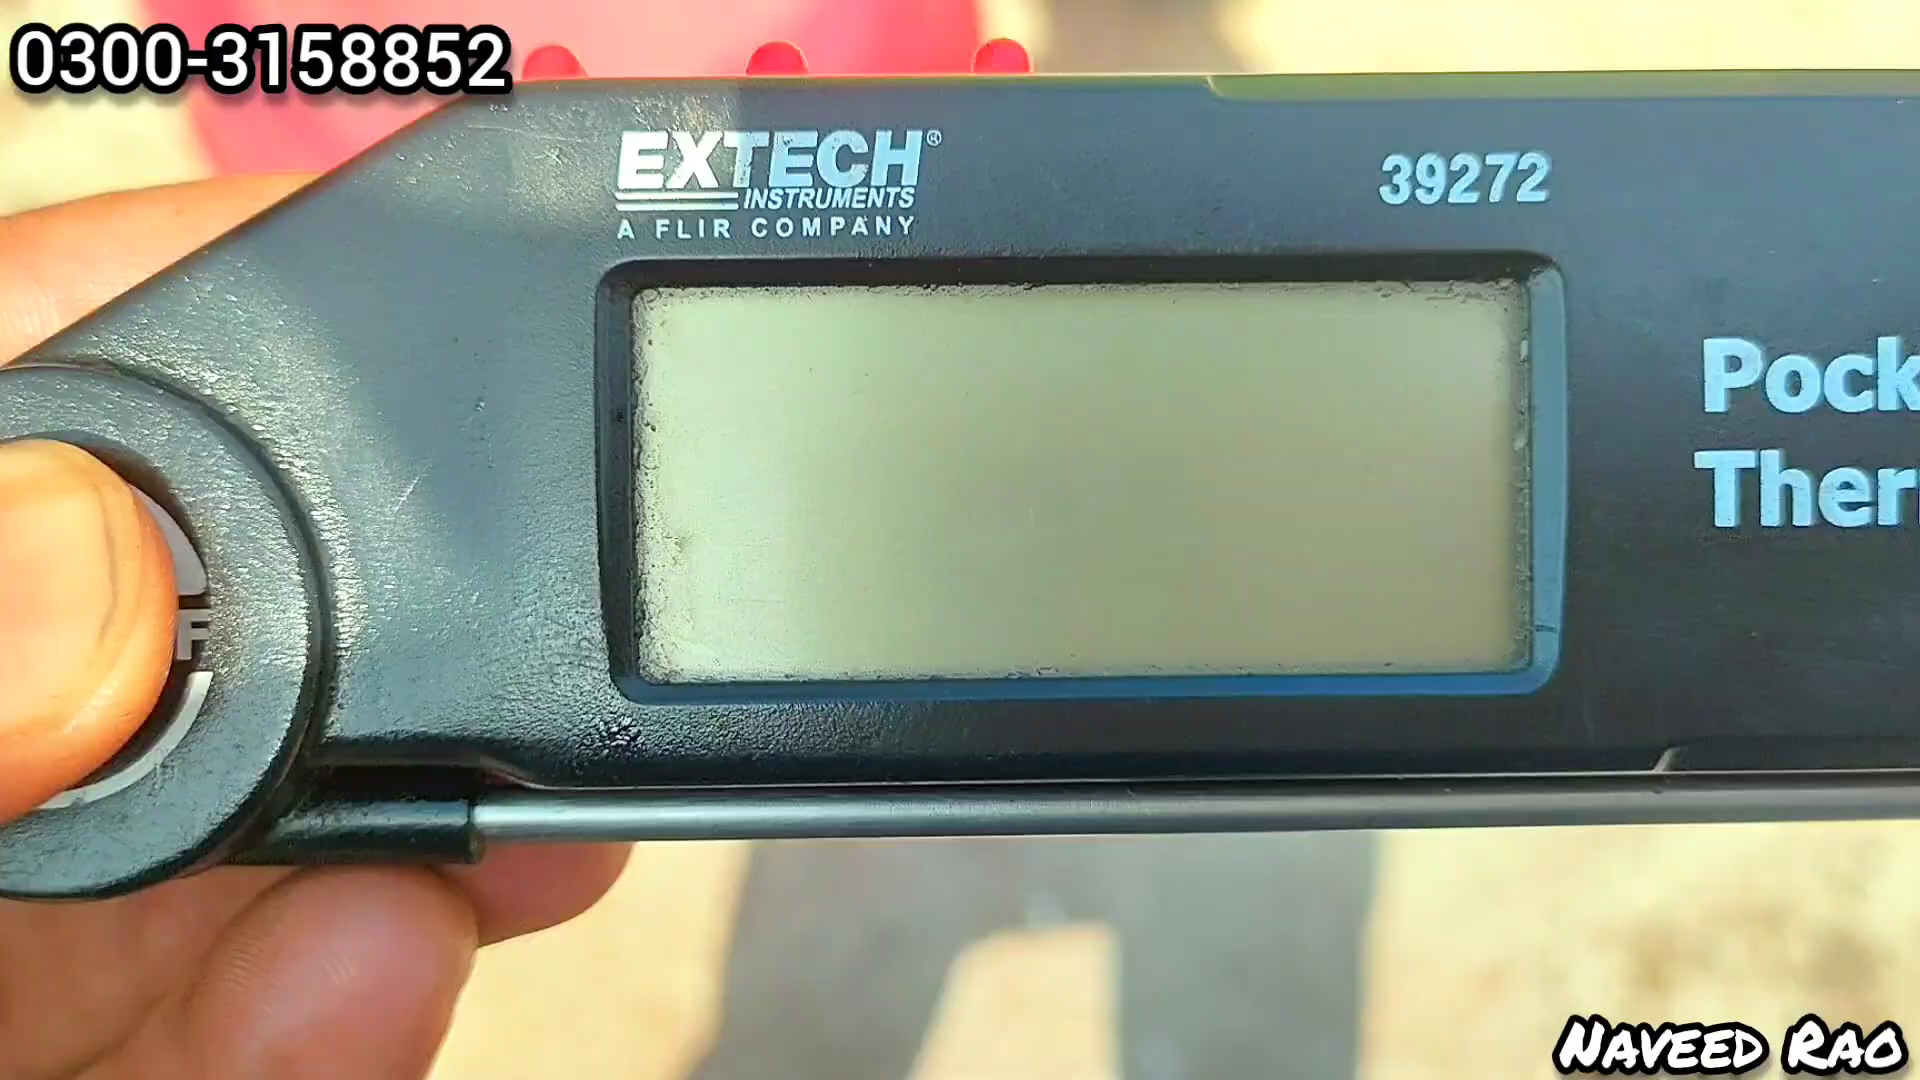 0300-3158852
EXTECH®
INSTRUMENTS
A FLIR COMPANY
39272
Pock
Ther
F
Naveed Rao